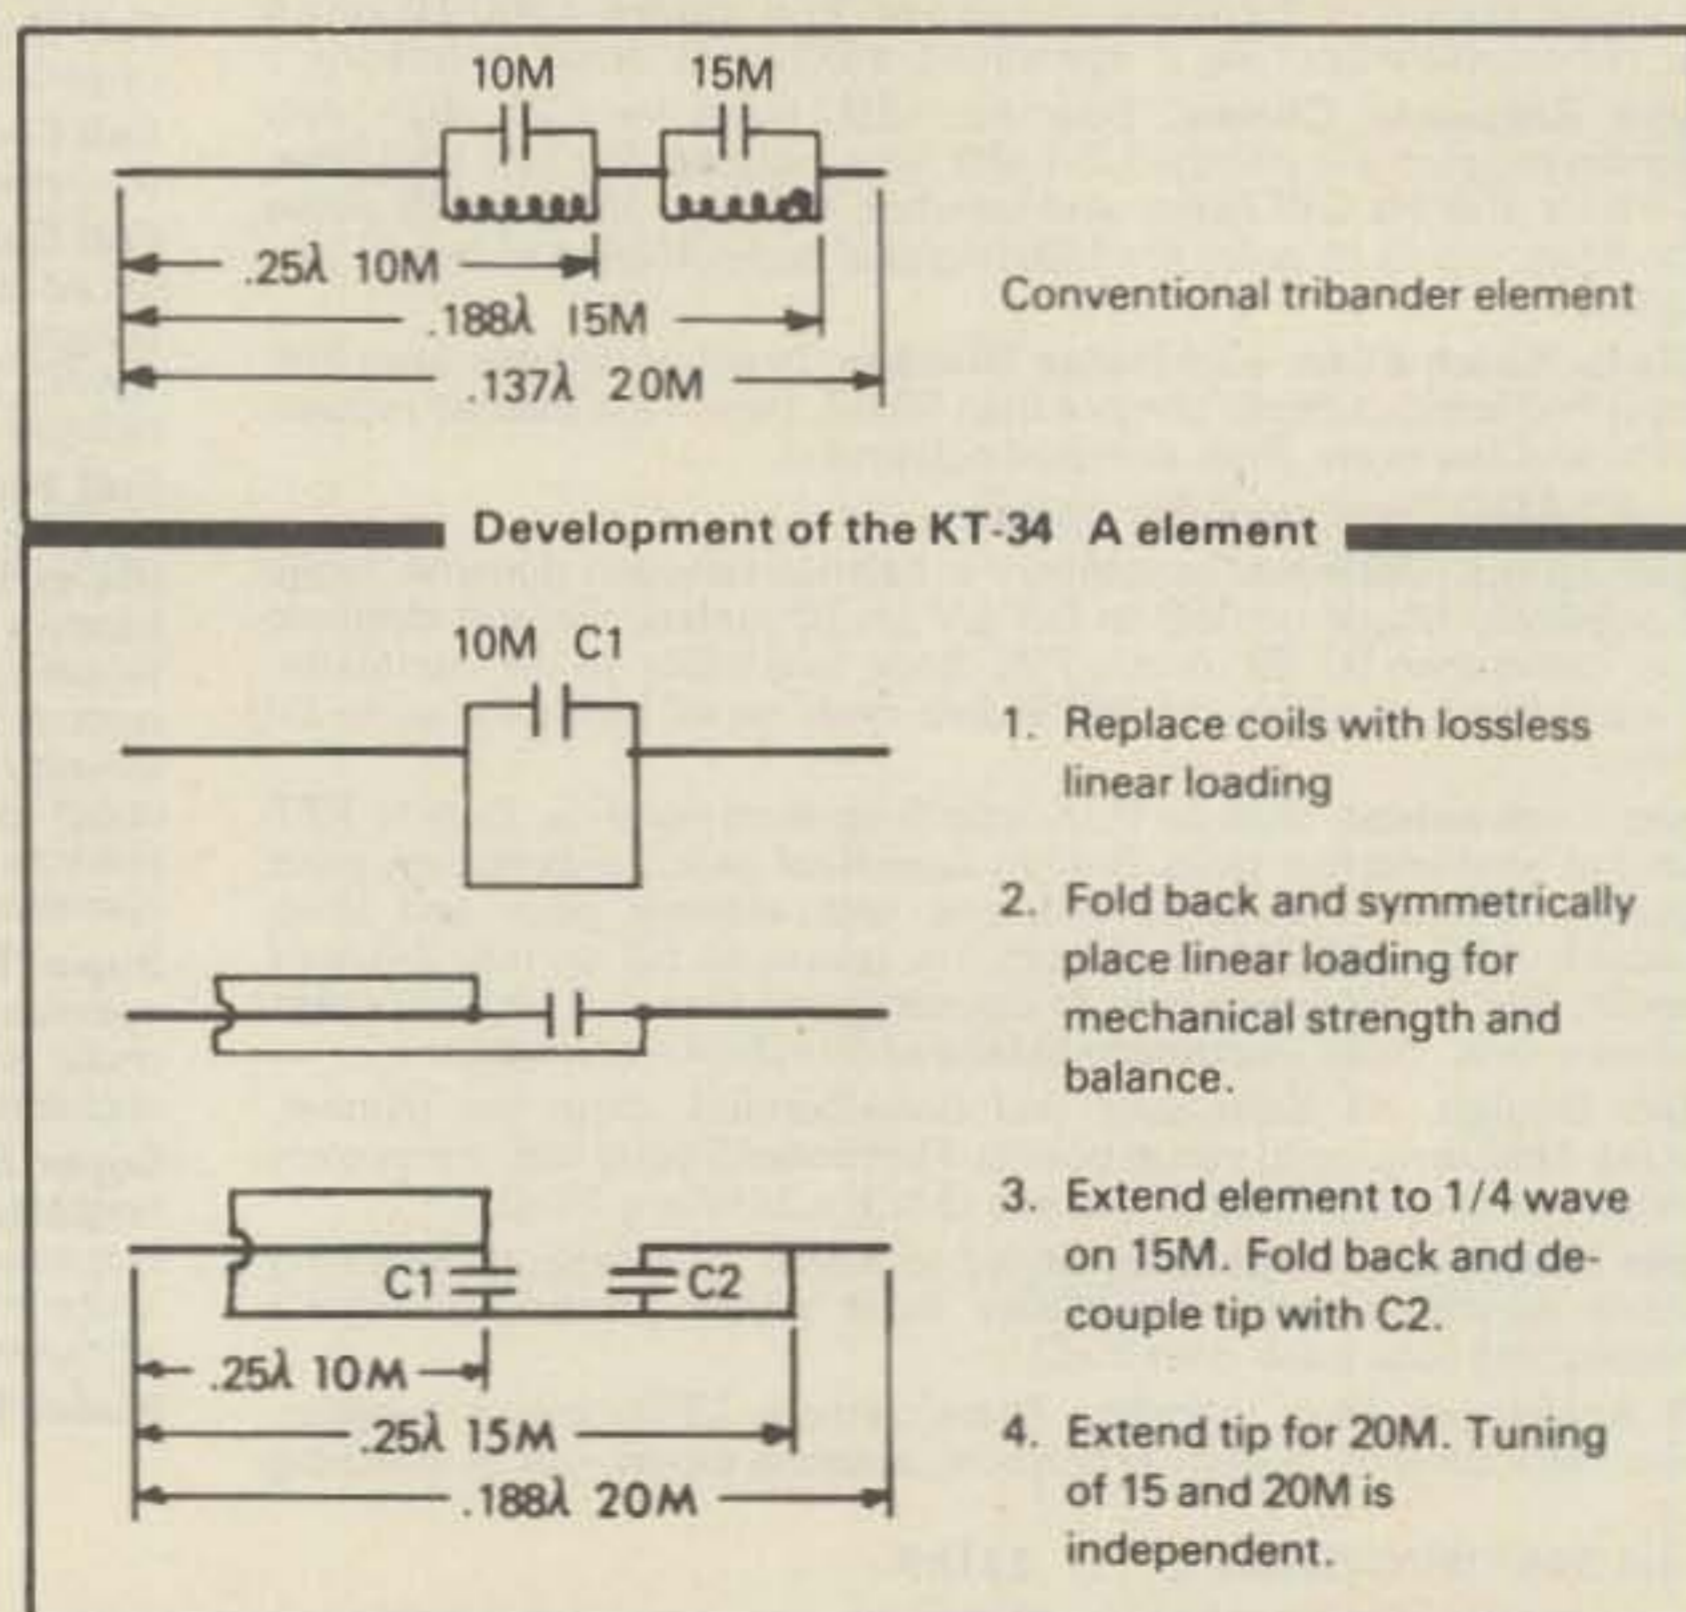 10M 15M
.25λ 10M
.188λ 15M
.137λ 20M
Conventional tribander element
Development of the KT-34 A element
10M C1
1. Replace coils with lossless
linear loading
2. Fold back and symmetrically
place linear loading for
mechanical strength and
balance.
C1 C2
.25λ 10M
.25λ 15M
.188λ 20M
3. Extend element to 1/4 wave
on 15M. Fold back and de-
couple tip with C2.
4. Extend tip for 20M. Tuning
of 15 and 20M is
independent.